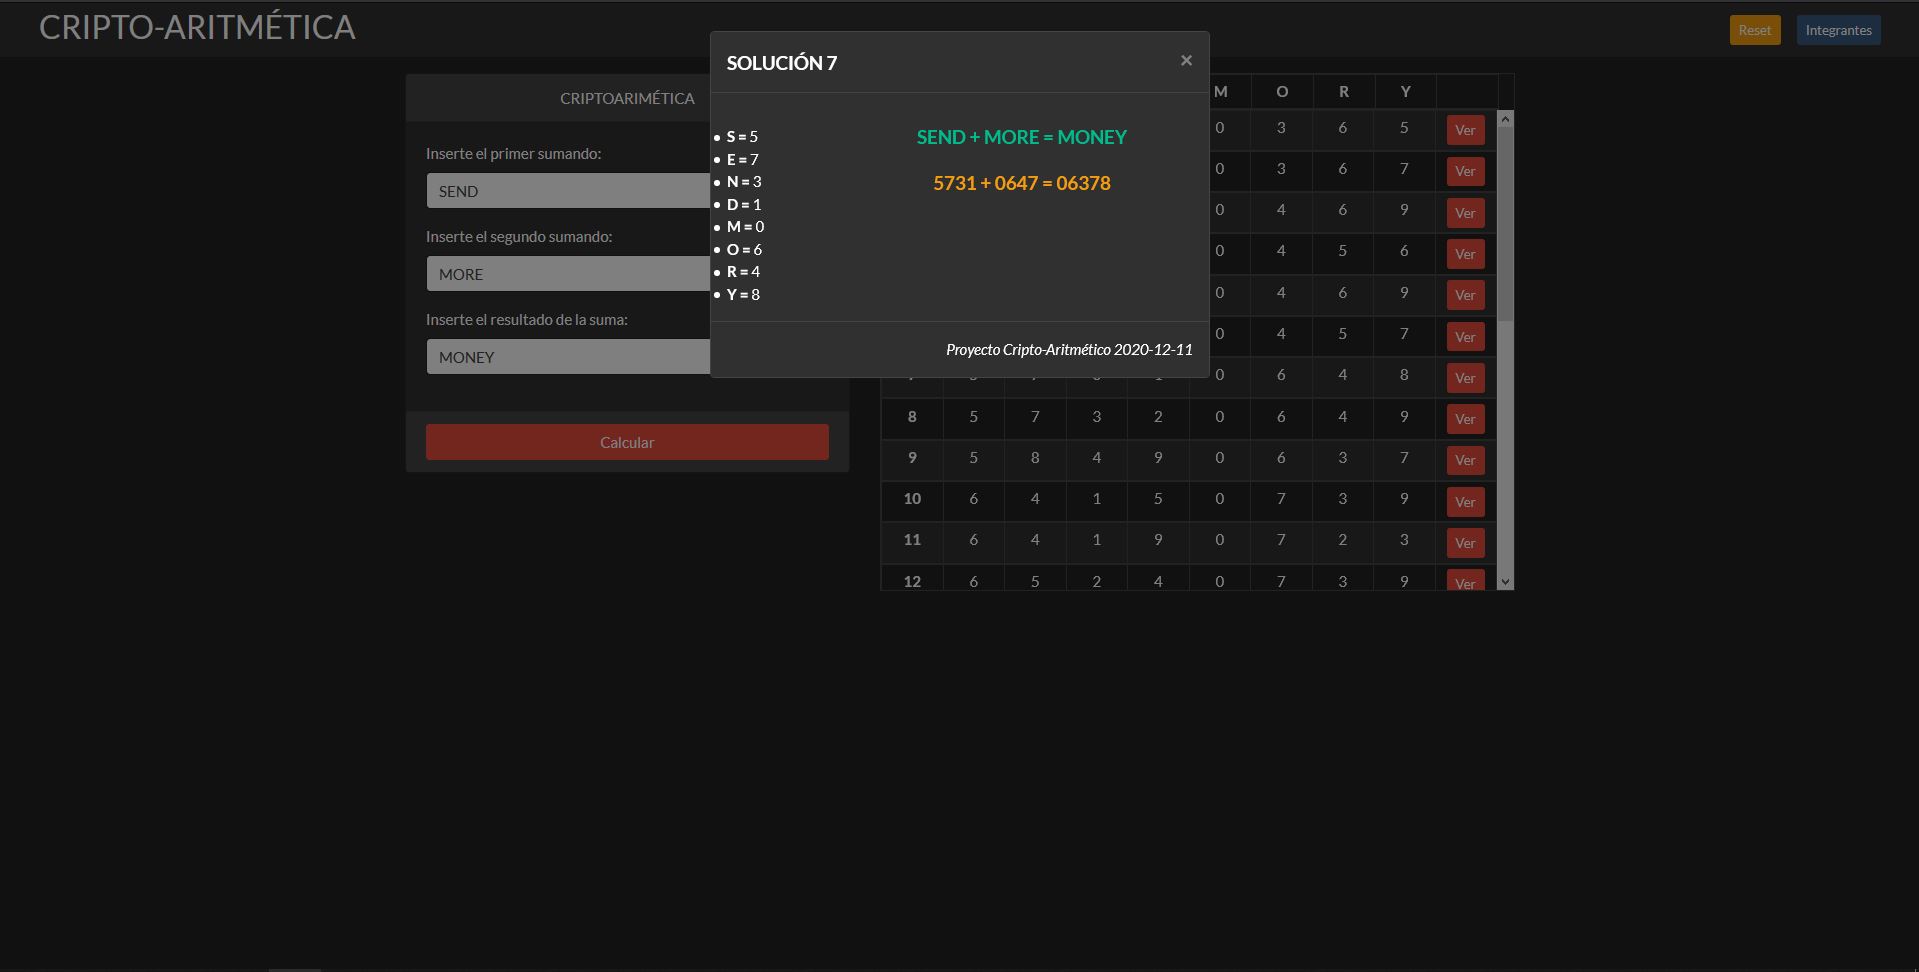 CRIPTO-ARITMÉTICA
Reset
Integrantes
CRIPTOARIMÉTICA
Inserte el primer sumando:
SEND
Inserte el segundo sumando:
MORE
Inserte el resultado de la suma:
MONEY
Calcular
SOLUCIÓN 7
×
S = 5
E = 7
N = 3
D = 1
M = 0
O = 6
R = 4
Y = 8
SEND + MORE = MONEY
5731 + 0647 = 06378
Proyecto Cripto-Aritmético 2020-12-11
M O R Y
0 3 6 5 Ver
0 3 6 7 Ver
0 4 6 9 Ver
0 4 5 6 Ver
0 4 6 9 Ver
0 4 5 7 Ver
0 6 4 8 Ver
8 5 7 3 2 0 6 4 9 Ver
9 5 8 4 9 0 6 3 7 Ver
10 6 4 1 5 0 7 3 9 Ver
11 6 4 1 9 0 7 2 3 Ver
12 6 5 2 4 0 7 3 9 Ver